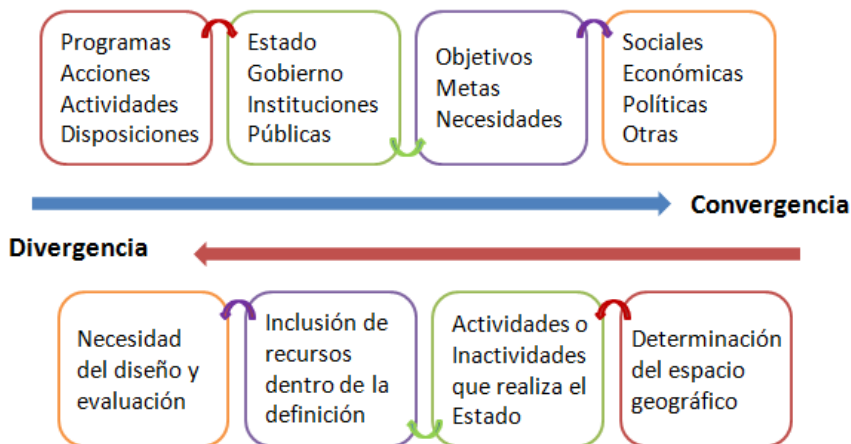 Programas
Acciones
Actividades
Disposiciones
Estado
Gobierno
Instituciones
Públicas
Objetivos
Metas
Necesidades
Sociales
Económicas
Políticas
Otras
Convergencia
Divergencia
Necesidad
del diseño y
evaluación
Inclusión de
recursos
dentro de la
definición
Actividades o
Inactividades
que realiza el
Estado
Determinación
del espacio
geográfico